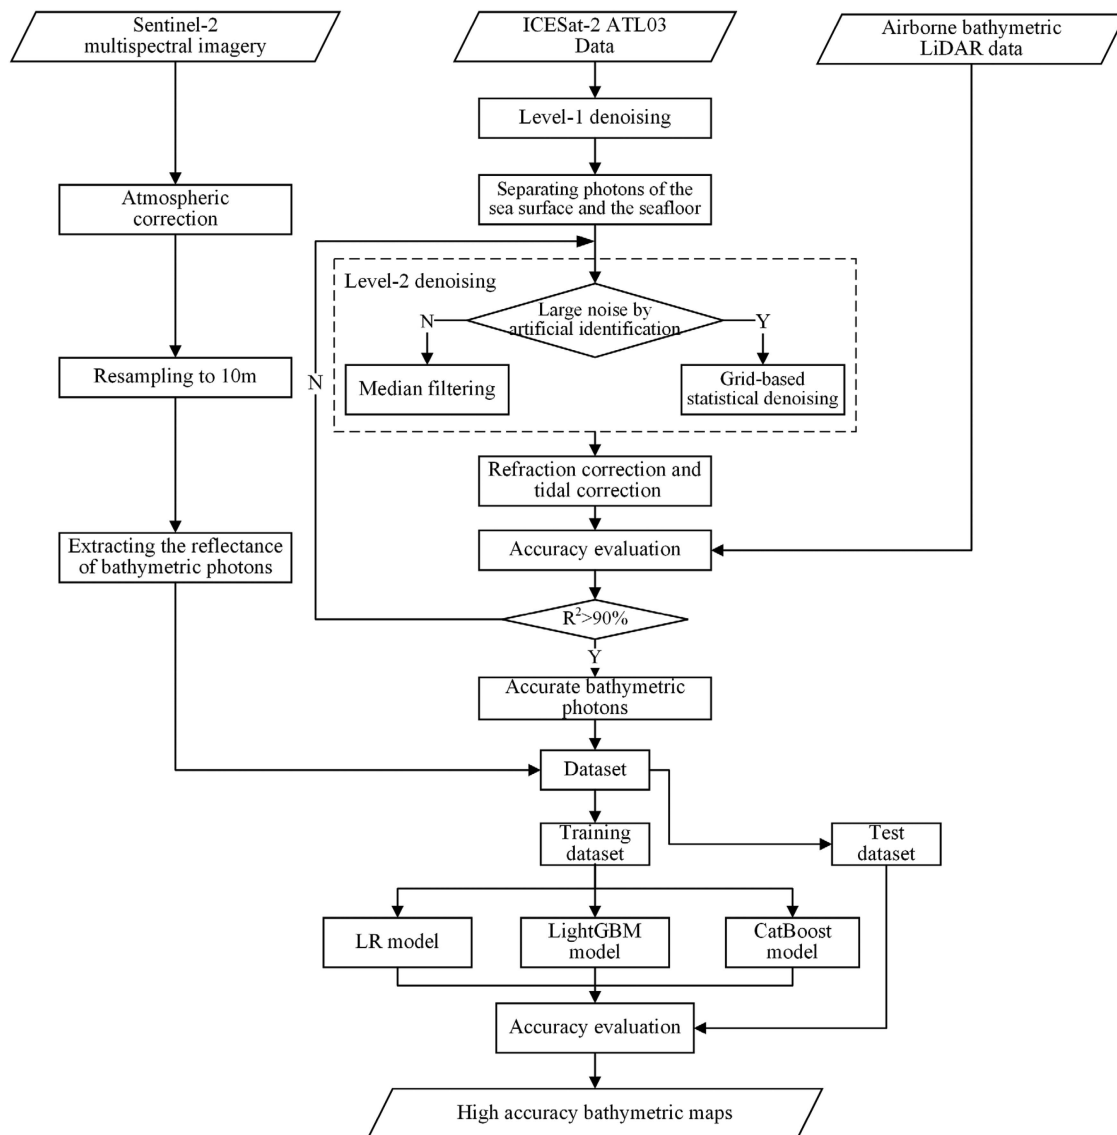 Sentinel-2
multispectral imagery
ICESat-2 ATL03
Data
Airborne bathymetric
LiDAR data
Level-1 denoising
Atmospheric
correction
Separating photons of the
sea surface and the seafloor
Level-2 denoising
Large noise by
artificial identification
N
Y
Resampling to 10m
N
Median filtering
Grid-based
statistical denoising
Refraction correction and
tidal correction
Extracting the reflectance
of bathymetric photons
Accuracy evaluation
R²>90%
Y
Accurate bathymetric
photons
Dataset
Training
dataset
Test
dataset
LR model
LightGBM
model
CatBoost
model
Accuracy evaluation
High accuracy bathymetric maps